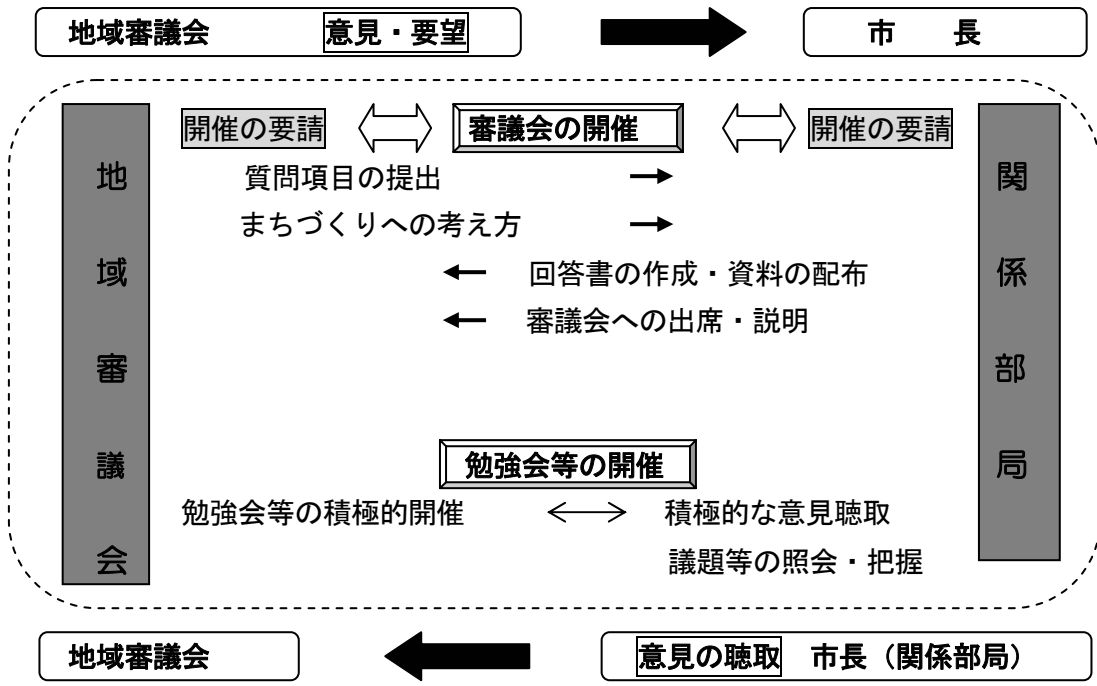 地域審議会 意見・要望 市 長
開催の要請 審議会の開催 開催の要請
質問項目の提出
まちづくりへの考え方
回答書の作成・資料の配布
審議会への出席・説明
地域審議会
関係部局
勉強会等の開催
勉強会等の積極的開催 積極的な意見聴取
議題等の照会・把握
地域審議会 意見の聴取 市長（関係部局）